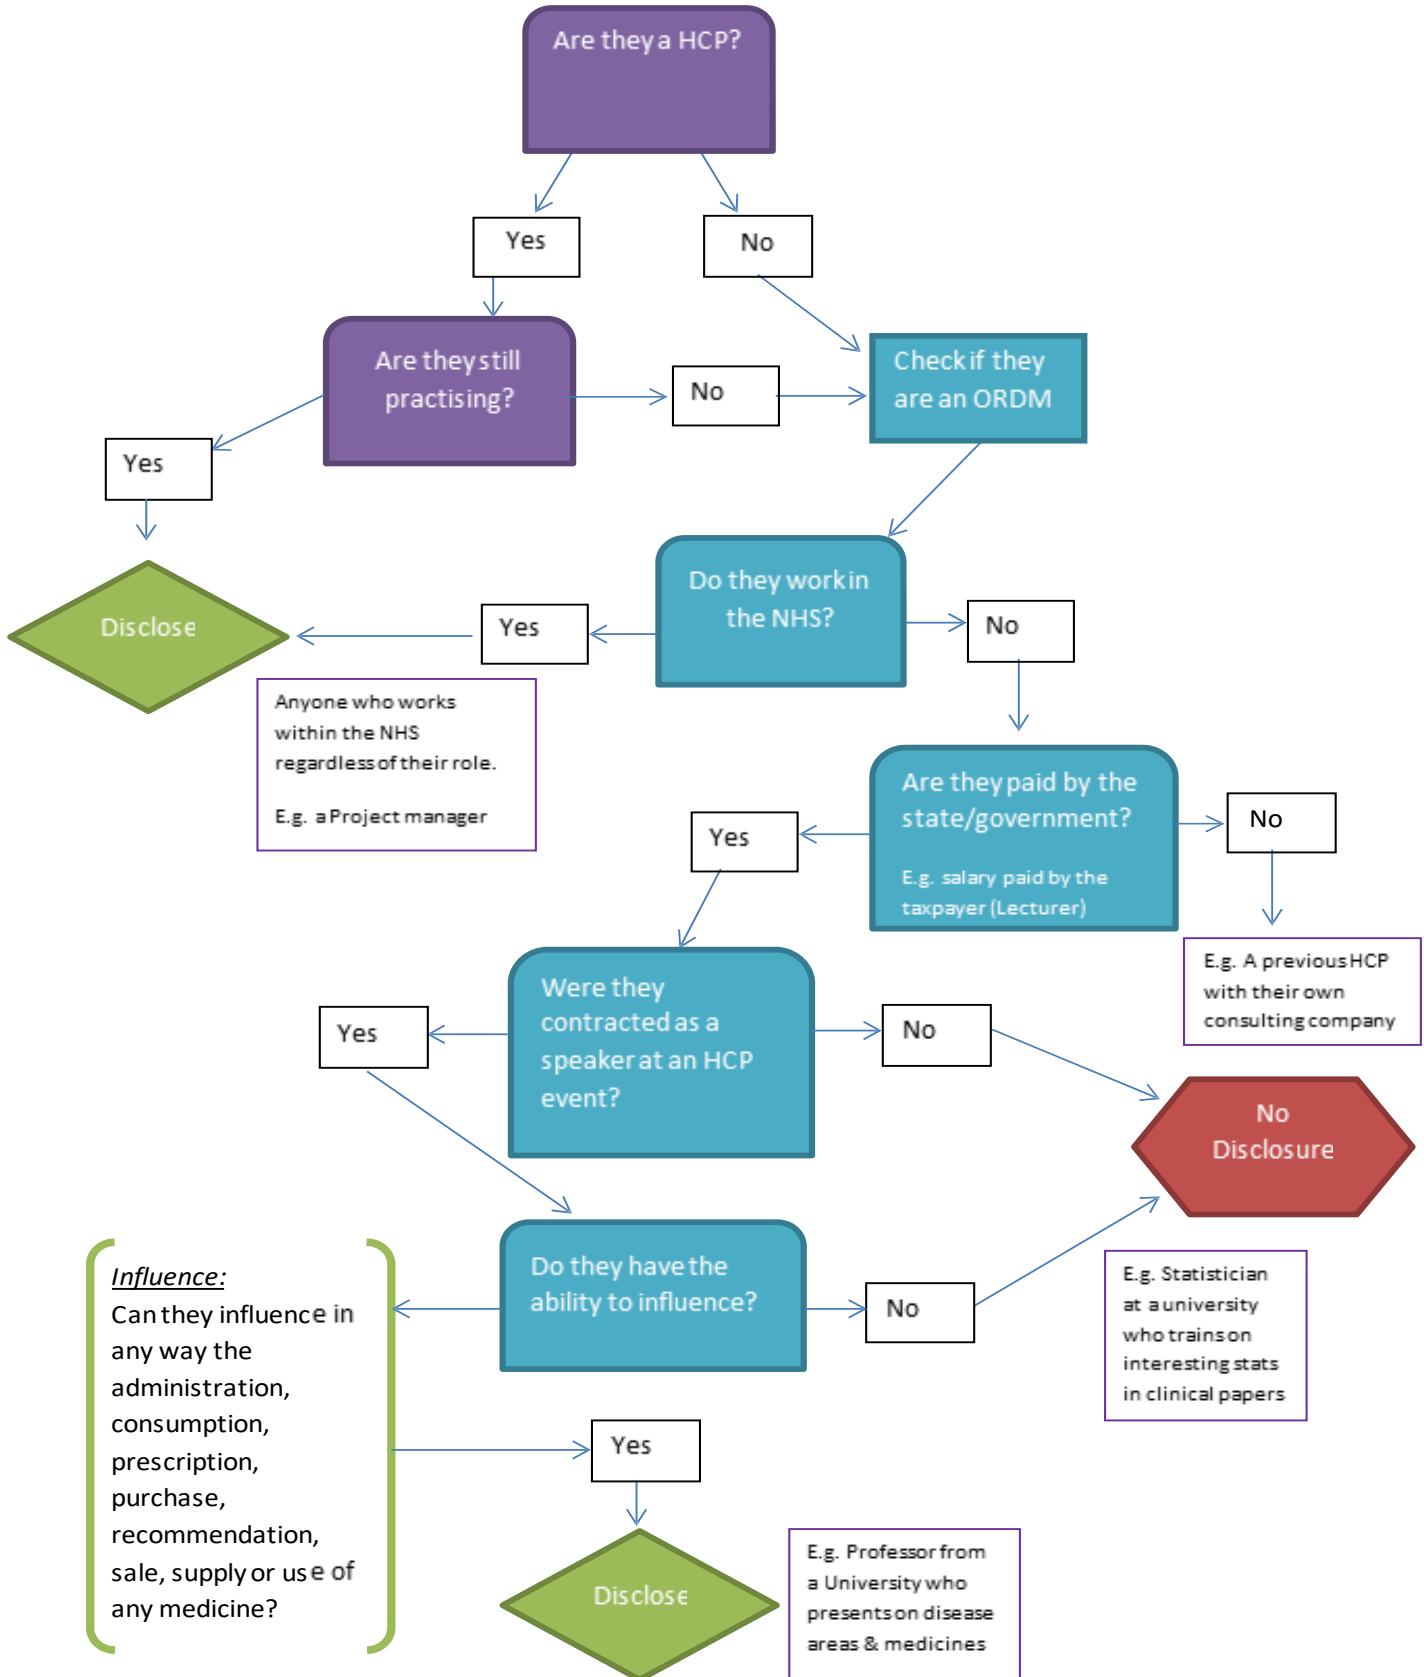 Are they a HCP?
Yes
No
Are they still
practising?
No
Check if they
are an ORDM
Yes
Disclose
Yes
Do they work in
the NHS?
No
Anyone who works
within the NHS
regardless of their role.
E.g. a Project manager
Are they paid by the
state/government?
E.g. salary paid by the
taxpayer (Lecturer)
Yes
No
E.g. A previous HCP
with their own
consulting company
Were they
contracted as a
speaker at an HCP
event?
Yes
No
No
Disclosure
Do they have the
ability to influence?
No
E.g. Statistician
at a university
who trains on
interesting stats
in clinical papers
Influence:
Can they influence in
any way the
administration,
consumption,
prescription,
purchase,
recommendation,
sale, supply or use of
any medicine?
Yes
Disclose
E.g. Professor from
a University who
presents on disease
areas & medicines